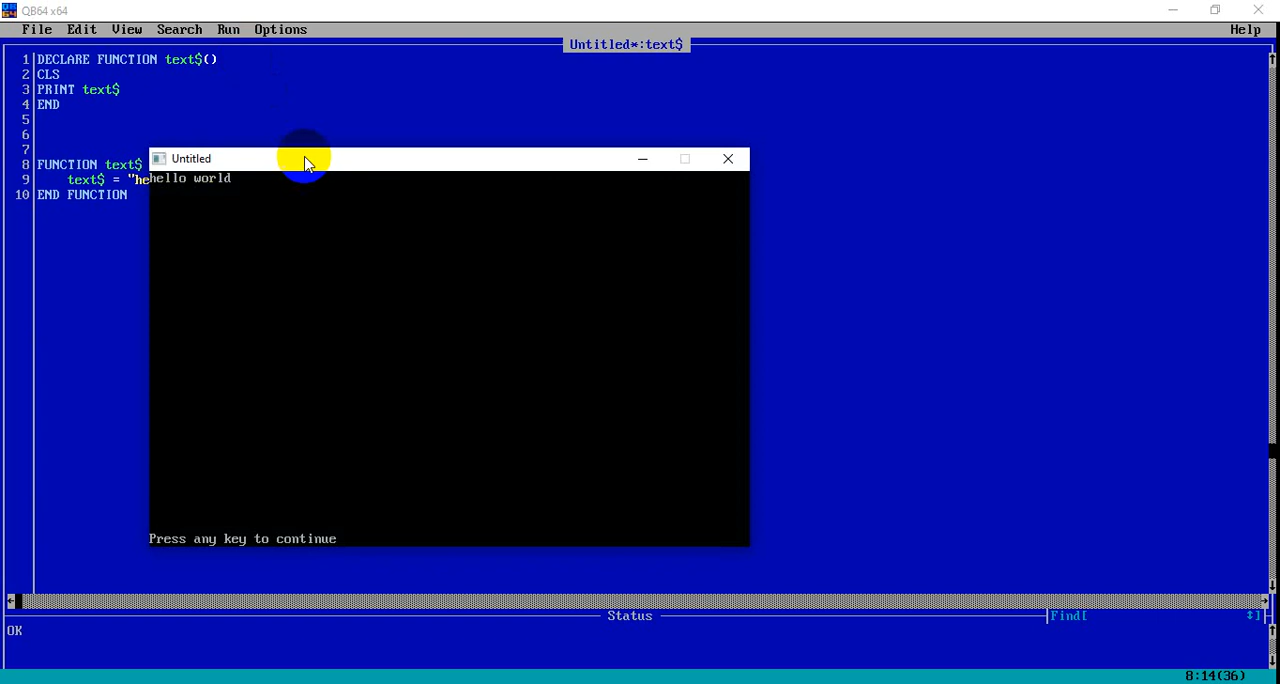 QB64 x64
File Edit View Search Run Options Help
Untitled*:text$
1 DECLARE FUNCTION text$()
2 CLS
3 PRINT text$
4 END
5
6
7
8 FUNCTION text$
9 text$ = "he
10 END FUNCTION
Untitled
hello world
Press any key to continue
Status
Find[ ]
OK
8:14(36)